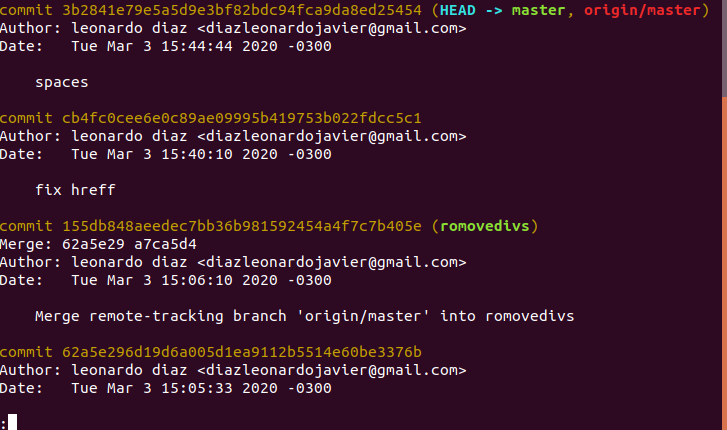 commit 3b2841e79e5a5d9e3bf82bdc94fca9da8ed25454 (HEAD -> master, origin/master)
Author: leonardo diaz <diazleonardojavier@gmail.com>
Date:   Tue Mar 3 15:44:44 2020 -0300
    spaces
commit cb4fc0cee6e0c89ae09995b419753b022fdcc5c1
Author: leonardo diaz <diazleonardojavier@gmail.com>
Date:   Tue Mar 3 15:40:10 2020 -0300
    fix hreff
commit 155db848aeedec7bb36b981592454a4f7c7b405e (romovedivs)
Merge: 62a5e29 a7ca5d4
Author: leonardo diaz <diazleonardojavier@gmail.com>
Date:   Tue Mar 3 15:06:10 2020 -0300
    Merge remote-tracking branch 'origin/master' into romovedivs
commit 62a5e296d19d6a005d1ea9112b5514e60be3376b
Author: leonardo diaz <diazleonardojavier@gmail.com>
Date:   Tue Mar 3 15:05:33 2020 -0300
: